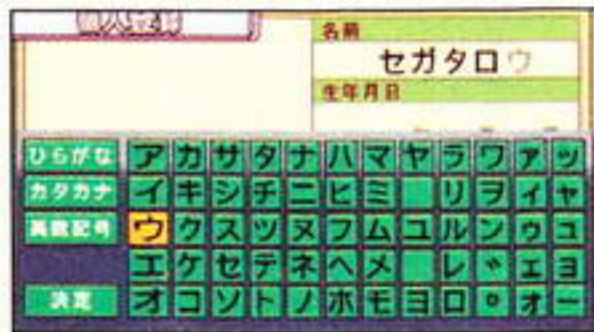 名前
セガタロウ
生年月日
ひらがな アカサタナハマヤラワァッ
カタカナ イキシチニヒミ リヲィャ
英数記号 ウクスツヌフムユルンゥュ
エケセテネヘメ レ゛ェョ
決定 オコソトノホモヨロ゜ォー